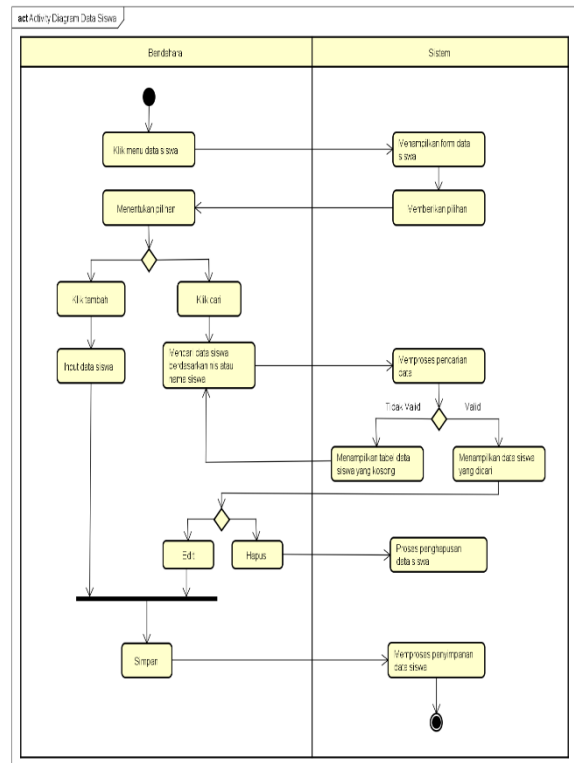 act Activity Diagram Data Siswa
Bendahara
Sistem
Klik menu data siswa
Menampilkan form data
siswa
Menentukan pilihan
Memberikan pilihan
Klik tambah
Klik cari
Input data siswa
Mencari data siswa
berdasarkan nis atau
nama siswa
Memproses pencarian
data
Tidak Valid
Valid
Menampilkan tabel data
siswa yang kosong
Menampilkan data siswa
yang dicari
Edit
Hapus
Proses penghapusan
data siswa
Simpan
Memproses penyimpanan
data siswa